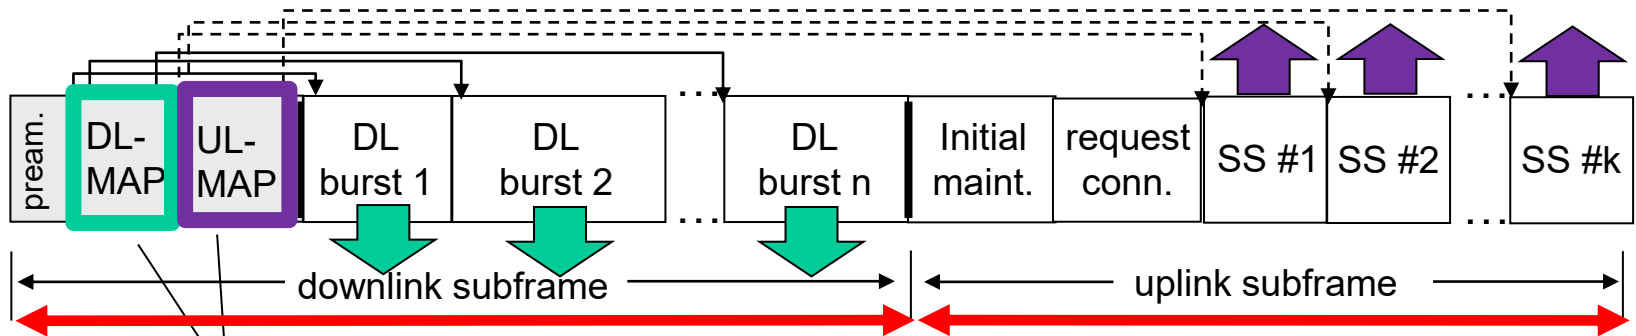 pream.
DL-
MAP
UL-
MAP
DL
burst 1
DL
burst 2
...
...
DL
burst n
Initial
maint.
request
conn.
SS #1
SS #2
...
...
SS #k
downlink subframe
uplink subframe